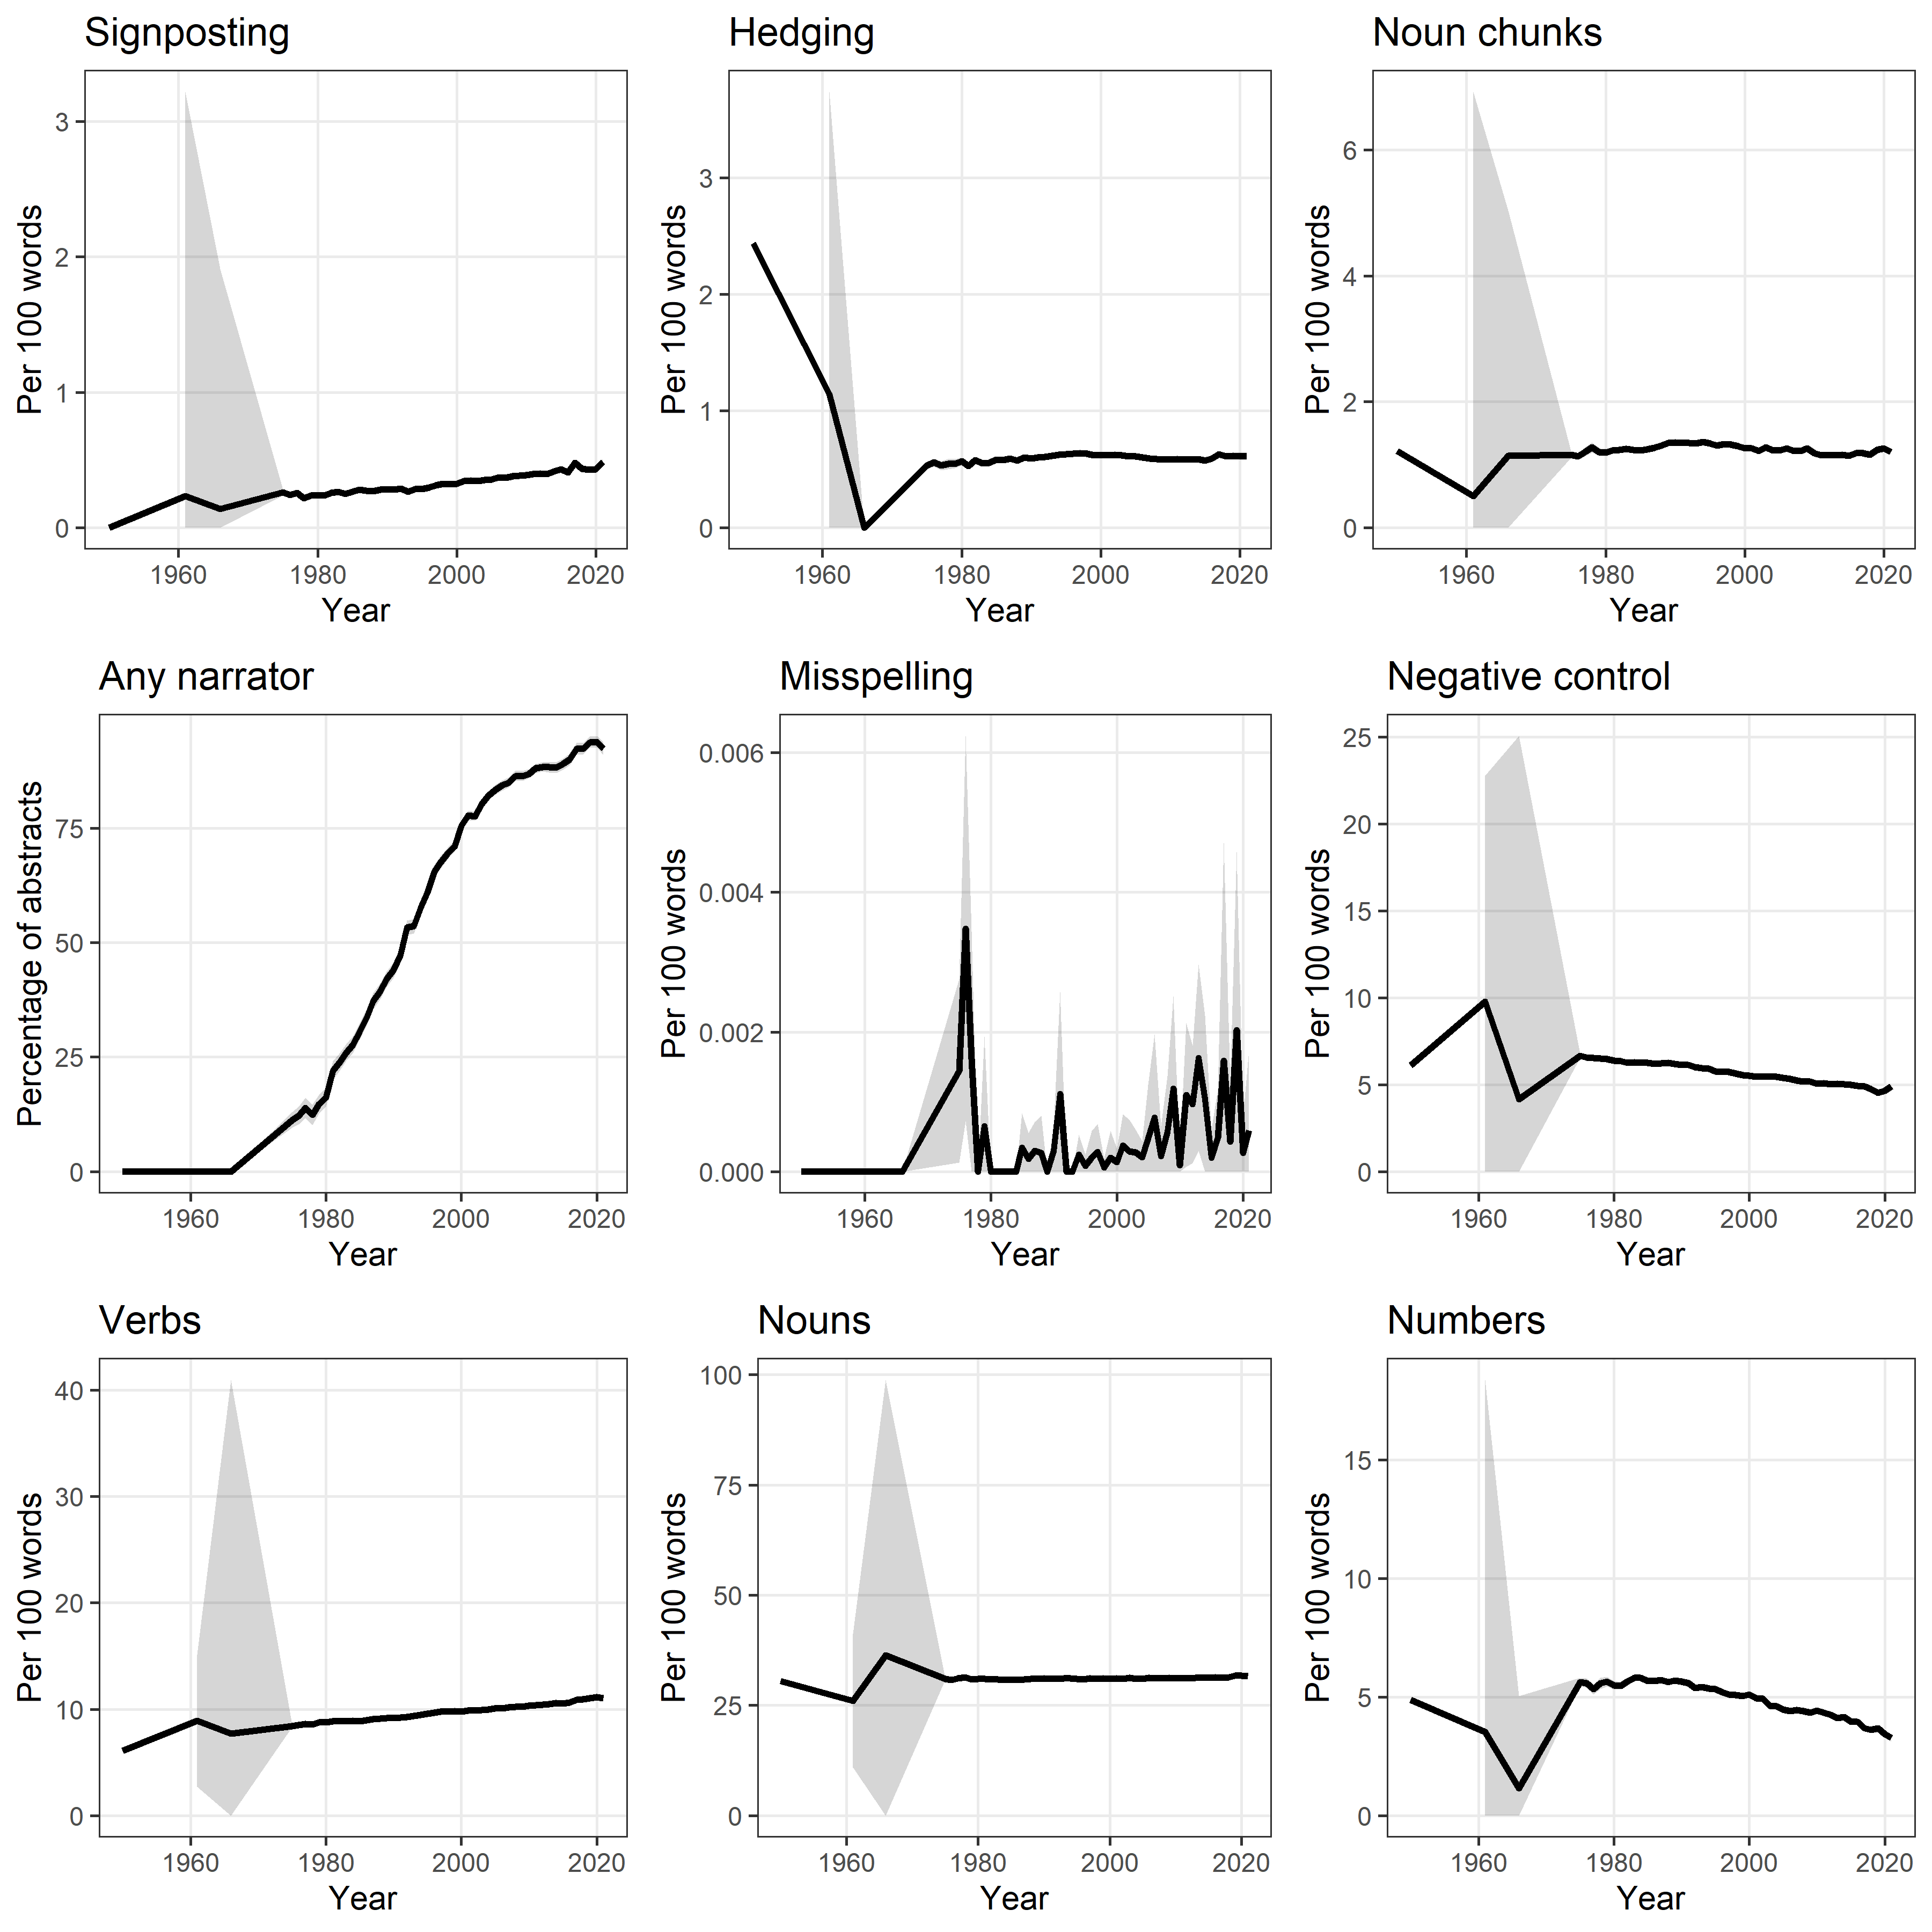 Signposting
Hedging
Noun chunks
Per 100 words
3
2
1
0
1960 1980 2000 2020
Year
Per 100 words
3
2
1
0
1960 1980 2000 2020
Year
Per 100 words
6
4
2
0
1960 1980 2000 2020
Year
Any narrator
Misspelling
Negative control
Percentage of abstracts
75
50
25
0
1960 1980 2000 2020
Year
Per 100 words
0.006
0.004
0.002
0.000
1960 1980 2000 2020
Year
Per 100 words
25
20
15
10
5
0
1960 1980 2000 2020
Year
Verbs
Nouns
Numbers
Per 100 words
40
30
20
10
0
1960 1980 2000 2020
Year
Per 100 words
100
75
50
25
0
1960 1980 2000 2020
Year
Per 100 words
15
10
5
0
1960 1980 2000 2020
Year